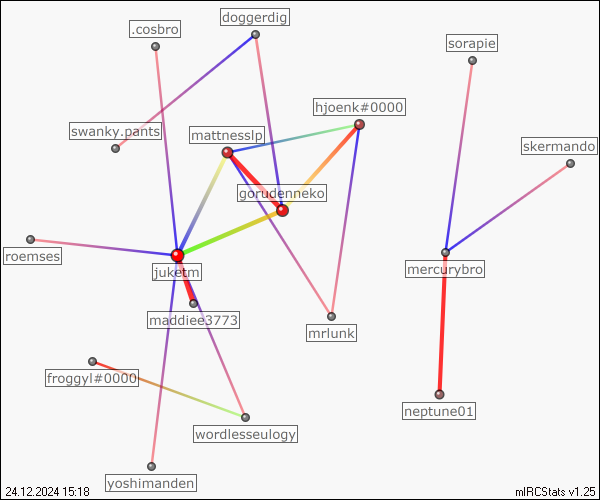 doggerdig
.cosbro
sorapie
hjoenk#0000
swanky.pants
mattnesslp
skermando
gorudenneko
roemses
juketm
mercurybro
maddiee3773
mrlunk
froggyl#0000
neptune01
wordlesseulogy
yoshimanden
24.12.2024 15:18
mIRCStats v1.25